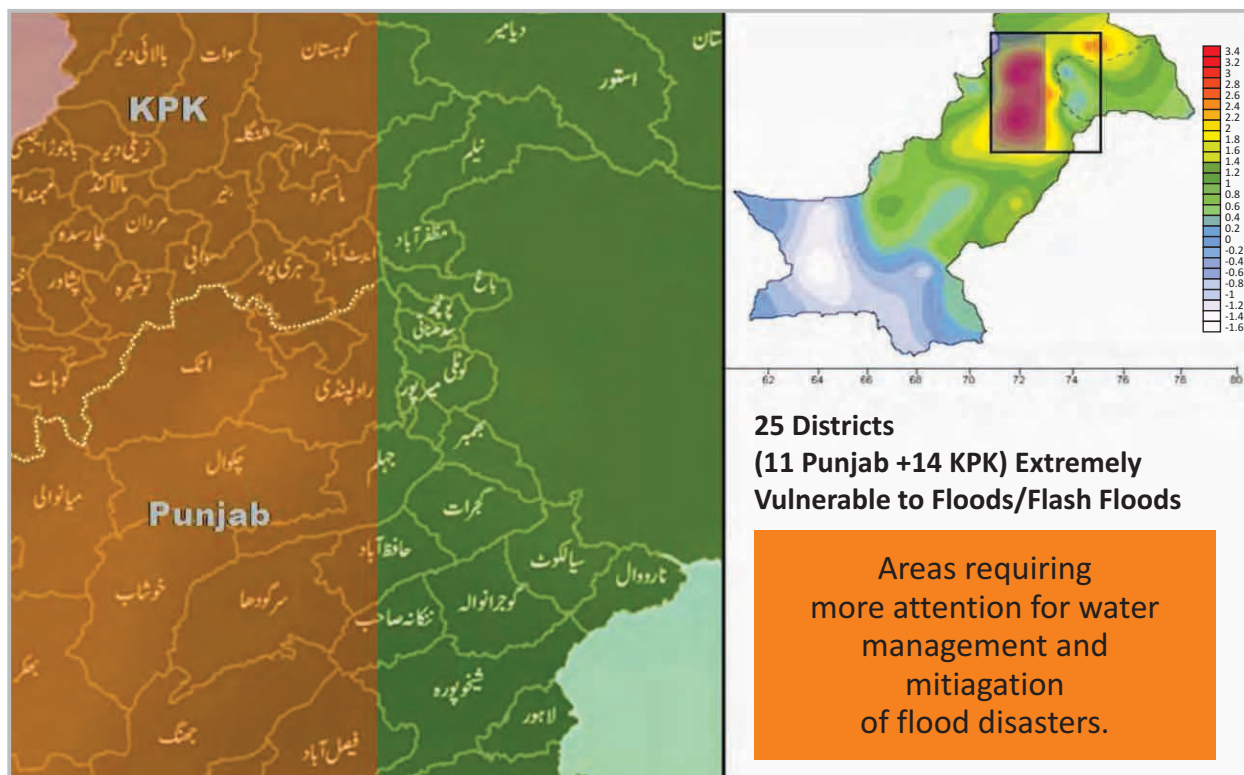 دیامیر
کوہستان
سوات
بالائی دیر
استور
KPK
شانگلہ
بٹگرام
زیریں دیر
نیلم
مالاکنڈ
بنیر
مانسہرہ
مردان
چارسدہ
صوابی
ہری پور
ایبٹ آباد
مظفر آباد
پشاور
نوشہرہ
باغ
پونچھ
سدھنتی
اٹک
کوہاٹ
راولپنڈی
کوٹلی
میرپور
بھمبر
چکوال
جہلم
میانوالی
Punjab
گجرات
حافظ آباد
سیالکوٹ
نارووال
خوشاب
سرگودھا
گوجرانوالہ
ننکانہ صاحب
بھکر
شیخوپورہ
لاہور
جھنگ
فیصل آباد
3.4
3.2
3
2.8
2.6
2.4
2.2
2
1.8
1.6
1.4
1.2
1
0.8
0.6
0.4
0.2
0
-0.2
-0.4
-0.6
-0.8
-1
-1.2
-1.4
-1.6
62 64 66 68 70 72 74 76 78 80
25 Districts
(11 Punjab +14 KPK) Extremely
Vulnerable to Floods/Flash Floods
Areas requiring
more attention for water
management and
mitiagation
of flood disasters.